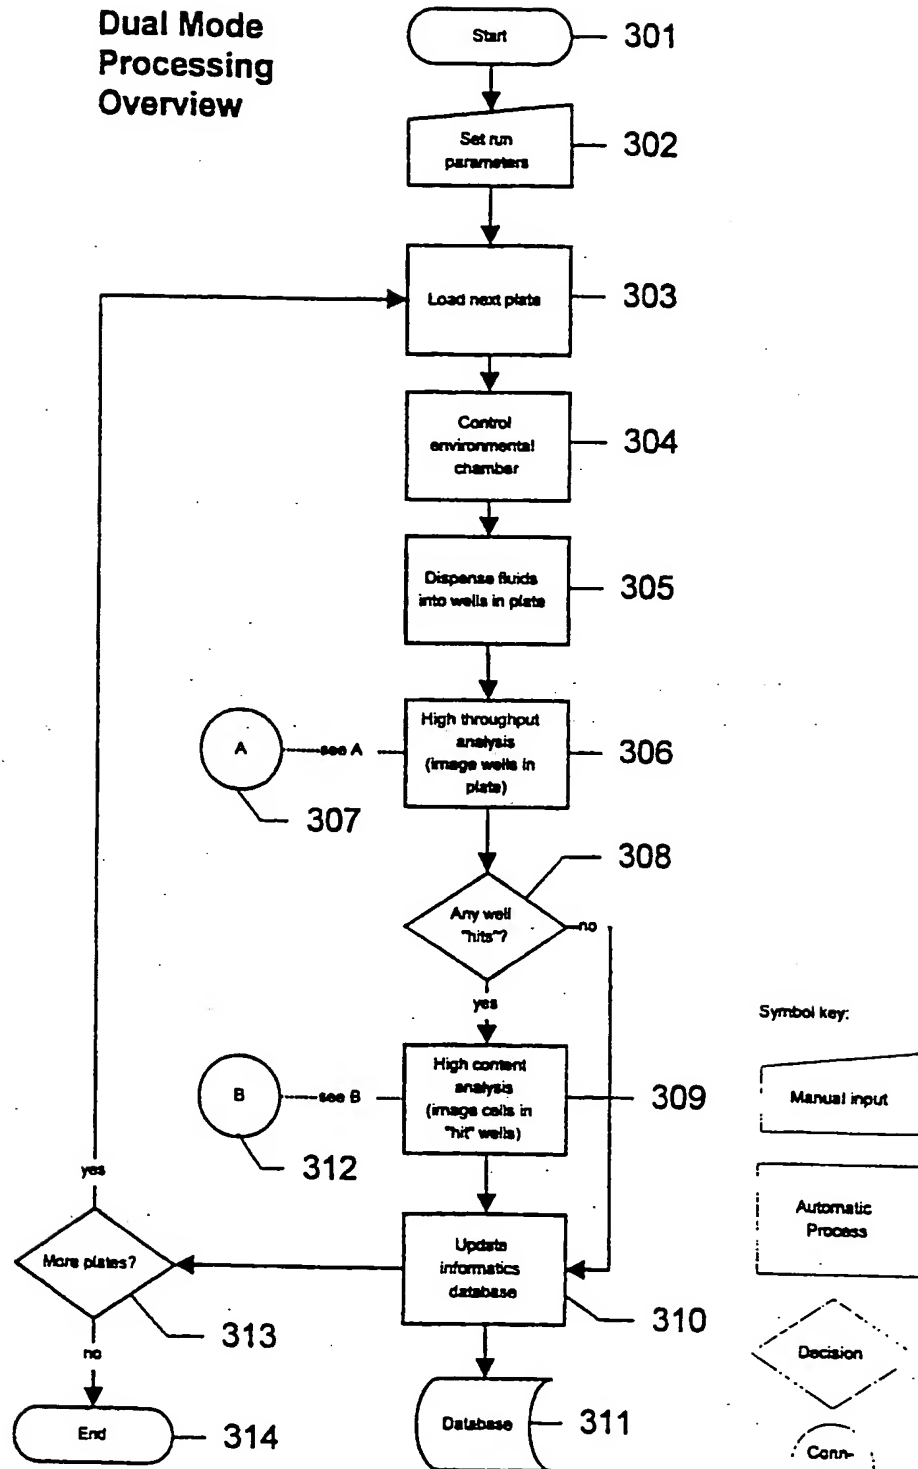 Dual Mode
Processing
Overview
Start
301
Set run
parameters
302
Load next plate
303
Control
environmental
chamber
304
Dispense fluids
into wells in plate
305
High throughput
analysis
(image wells in
plate)
306
A
see A
307
308
Any well
"hits"?
no
yes
High content
analysis
(image cells in
"hit" wells)
309
B
see B
312
Update
informatics
database
310
yes
More plates?
313
no
End
314
Database
311
Symbol key:
Manual input
Automatic
Process
Decision
Conn-